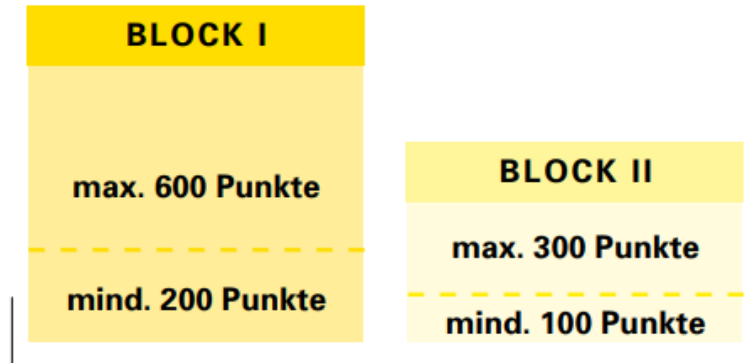 BLOCK I
max. 600 Punkte
mind. 200 Punkte
BLOCK II
max. 300 Punkte
mind. 100 Punkte